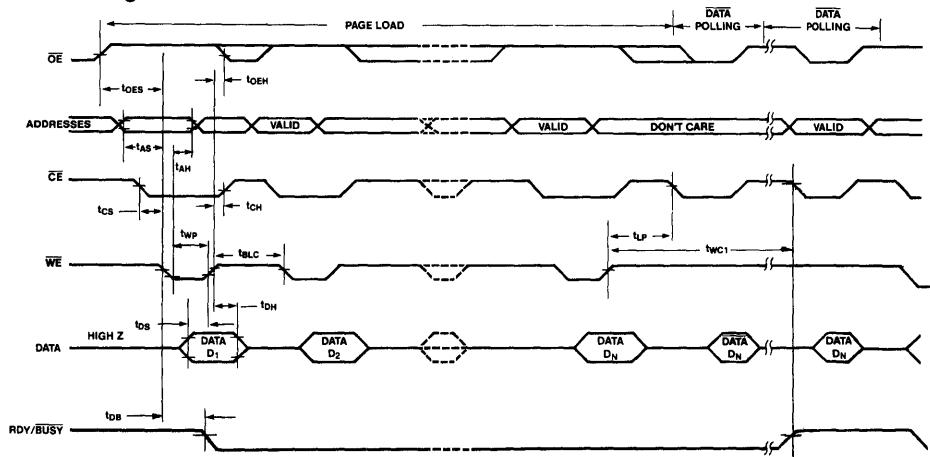 PAGE LOAD
DATA
POLLING
DATA
POLLING
OE
tOES
tOEH
ADDRESSES
VALID
VALID
DON'T CARE
VALID
tAS
tAH
CE
tCS
tCH
tWP
tBLC
tLP
tWC1
WE
tDH
tDS
HIGH Z
DATA
DATA
D1
DATA
D2
DATA
DN
DATA
DN
DATA
DN
tDB
RDY/BUSY